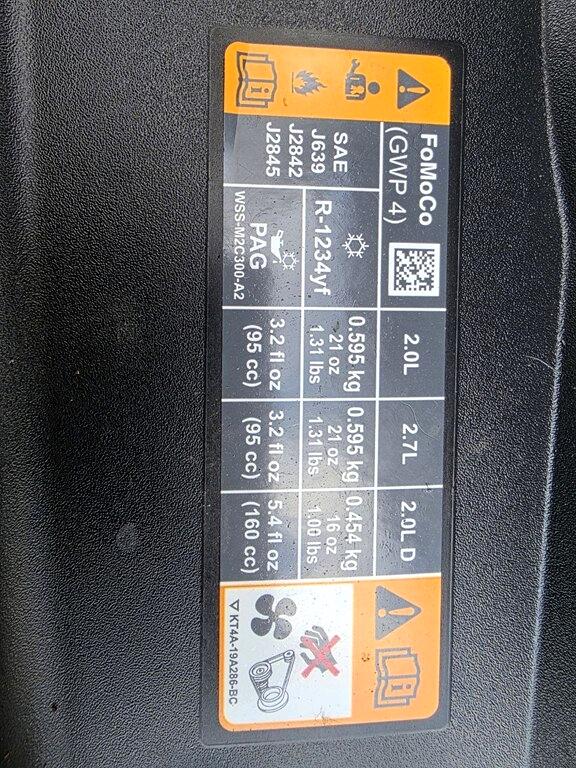 FoMoCo
(GWP 4)
2.0L
2.7L
2.0L D
SAE
J639
J2842
J2845
R-1234yf
0.595 kg
21 oz
1.31 lbs
0.595 kg
21 oz
1.31 lbs
0.454 kg
16 oz
1.00 lbs
PAG
WSS-M2C300-A2
3.2 fl oz
(95 cc)
3.2 fl oz
(95 cc)
5.4 fl oz
(160 cc)
KT4A-19A286-BC